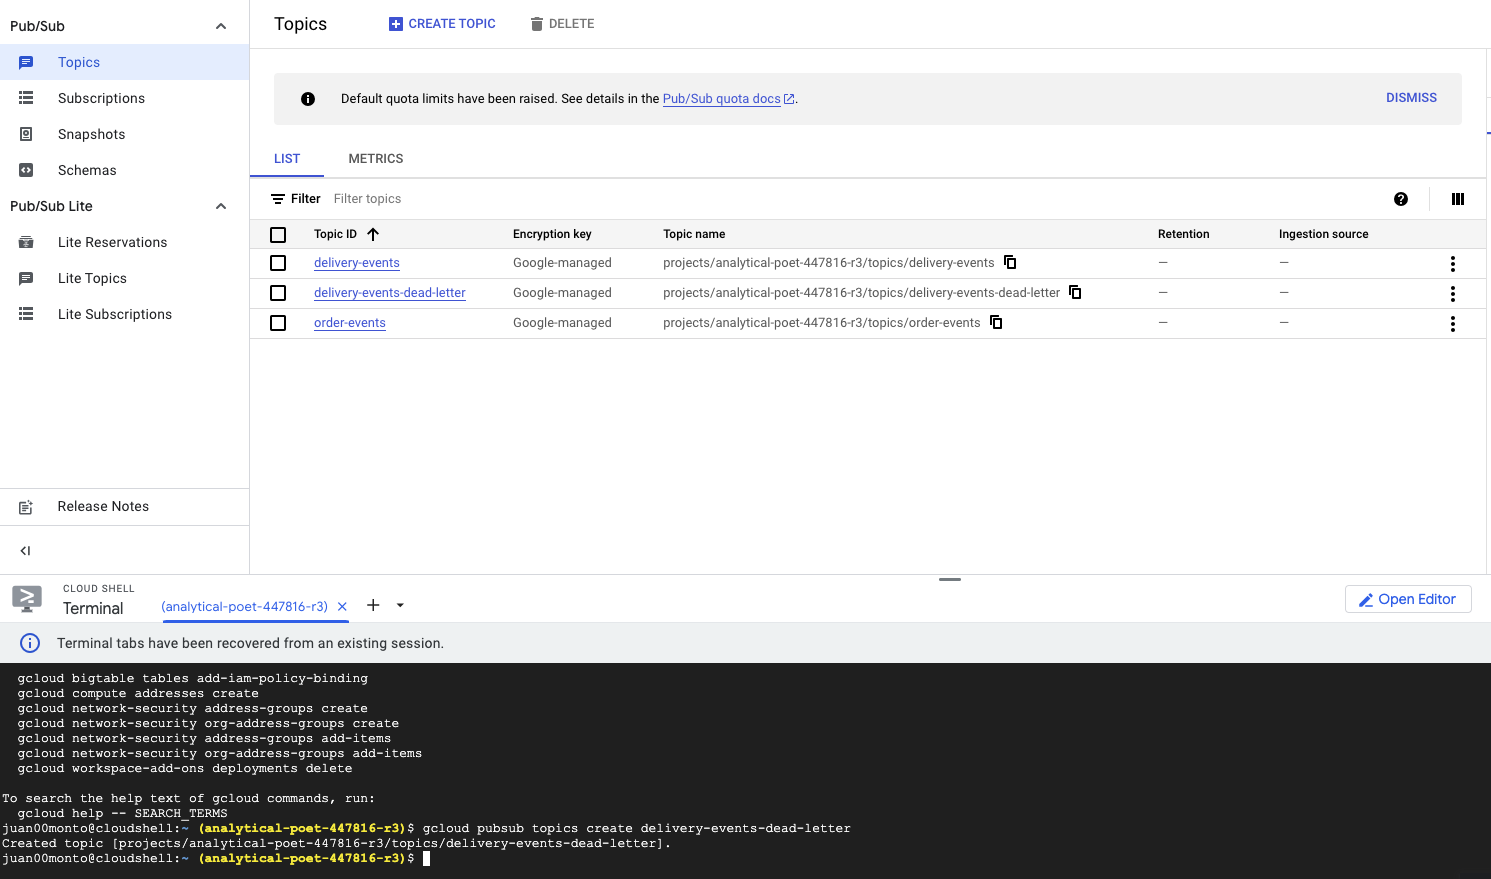 Pub/Sub
Topics
Subscriptions
Snapshots
Schemas
Pub/Sub Lite
Lite Reservations
Lite Topics
Lite Subscriptions
Release Notes
Topics CREATE TOPIC DELETE
Default quota limits have been raised. See details in the Pub/Sub quota docs. DISMISS
LIST METRICS
Filter Filter topics
Topic ID Encryption key Topic name Retention Ingestion source
delivery-events Google-managed projects/analytical-poet-447816-r3/topics/delivery-events — —
delivery-events-dead-letter Google-managed projects/analytical-poet-447816-r3/topics/delivery-events-dead-letter — —
order-events Google-managed projects/analytical-poet-447816-r3/topics/order-events — —
CLOUD SHELL
Terminal (analytical-poet-447816-r3) Open Editor
Terminal tabs have been recovered from an existing session.
gcloud bigtable tables add-iam-policy-binding
gcloud compute addresses create
gcloud network-security address-groups create
gcloud network-security org-address-groups create
gcloud network-security address-groups add-items
gcloud network-security org-address-groups add-items
gcloud workspace-add-ons deployments delete
To search the help text of gcloud commands, run:
gcloud help -- SEARCH_TERMS
juan00monto@cloudshell:~ (analytical-poet-447816-r3)$ gcloud pubsub topics create delivery-events-dead-letter
Created topic [projects/analytical-poet-447816-r3/topics/delivery-events-dead-letter].
juan00monto@cloudshell:~ (analytical-poet-447816-r3)$